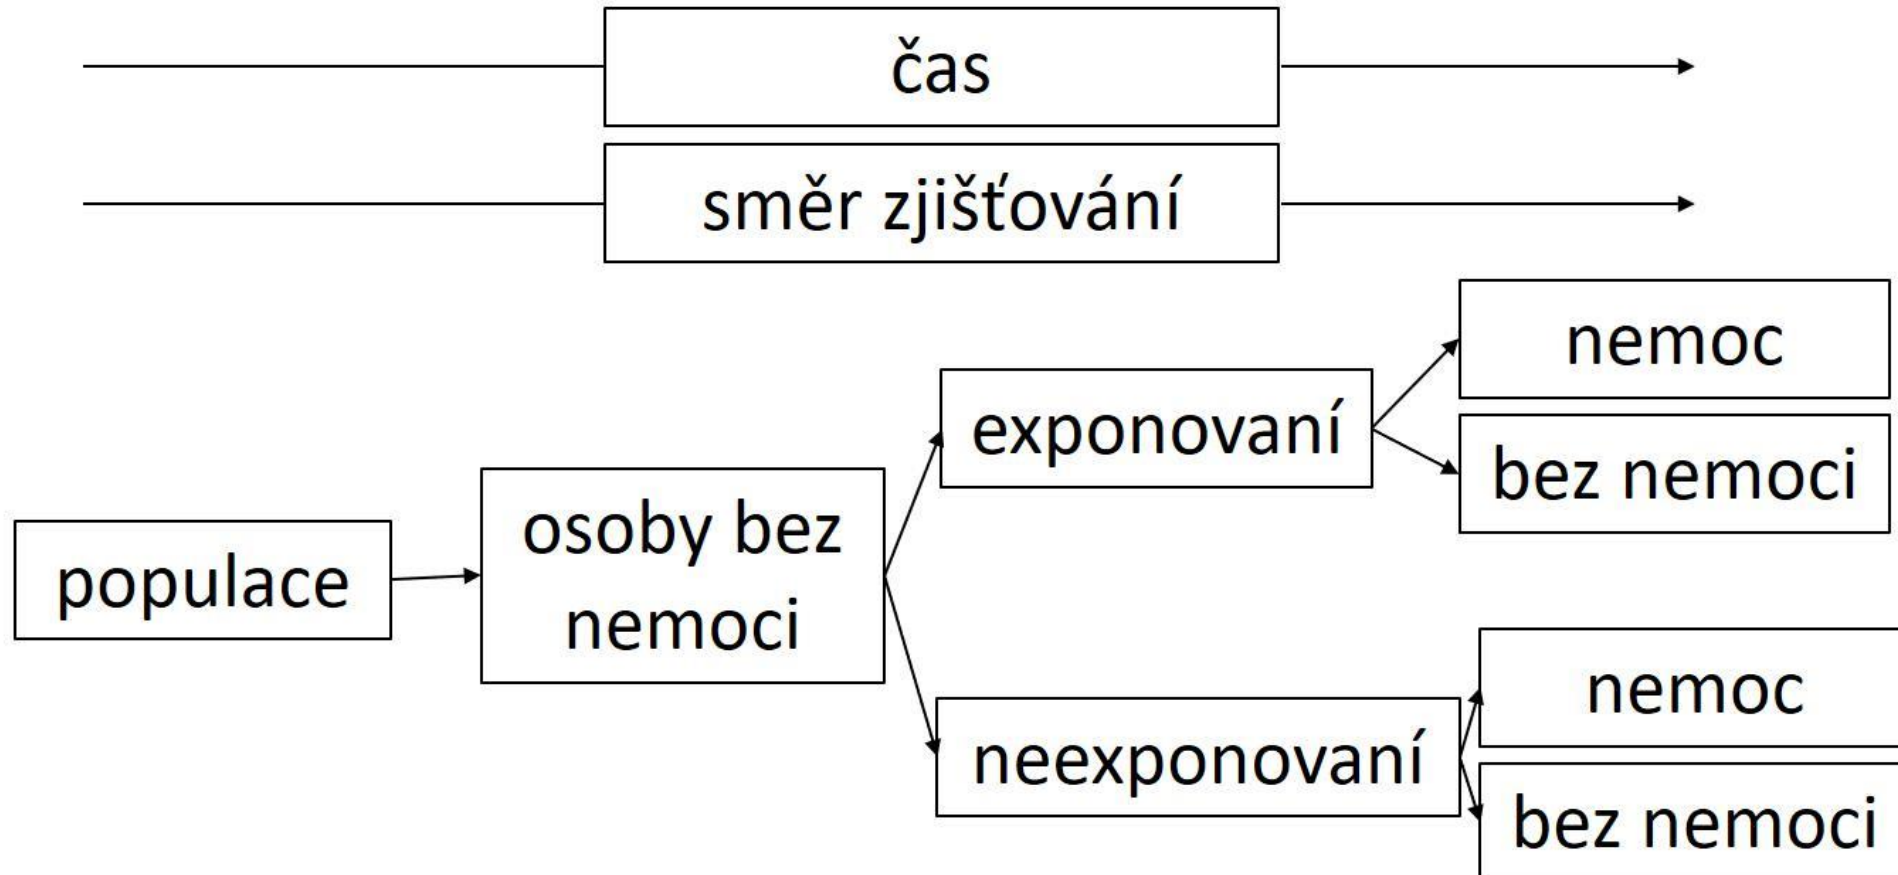 čas
směr zjišťování
populace
osoby bez
nemoci
exponovaní
nemoc
bez nemoci
neexponovaní
nemoc
bez nemoci